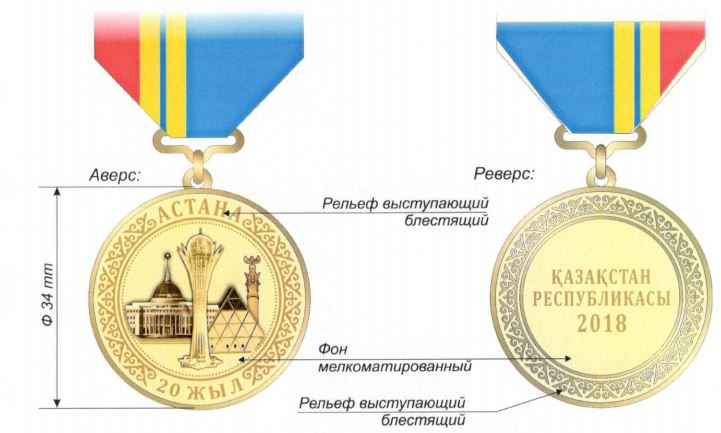 Аверс:
Реверс:
Рельеф выступающий
блестящий
Ф 34 mm
АСТАНА
20 ЖЫЛ
ҚАЗАҚСТАН
РЕСПУБЛИКАСЫ
2018
Фон
мелкоматированный
Рельеф выступающий
блестящий